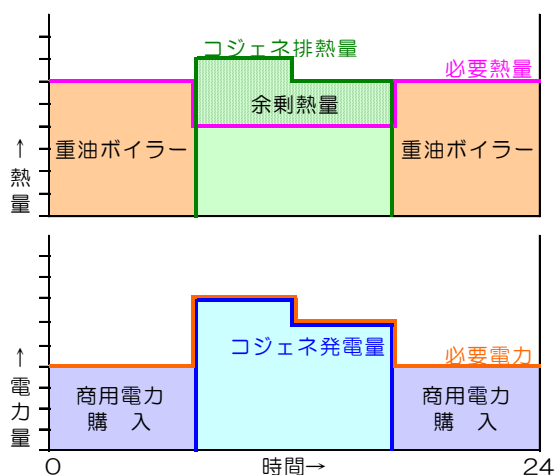 コジェネ排熱量
必要熱量
余剰熱量
重油ボイラー
重油ボイラー
↑熱量
コジェネ発電量
必要電力
商用電力
購　入
商用電力
購　入
↑電力量
0
時間→
24